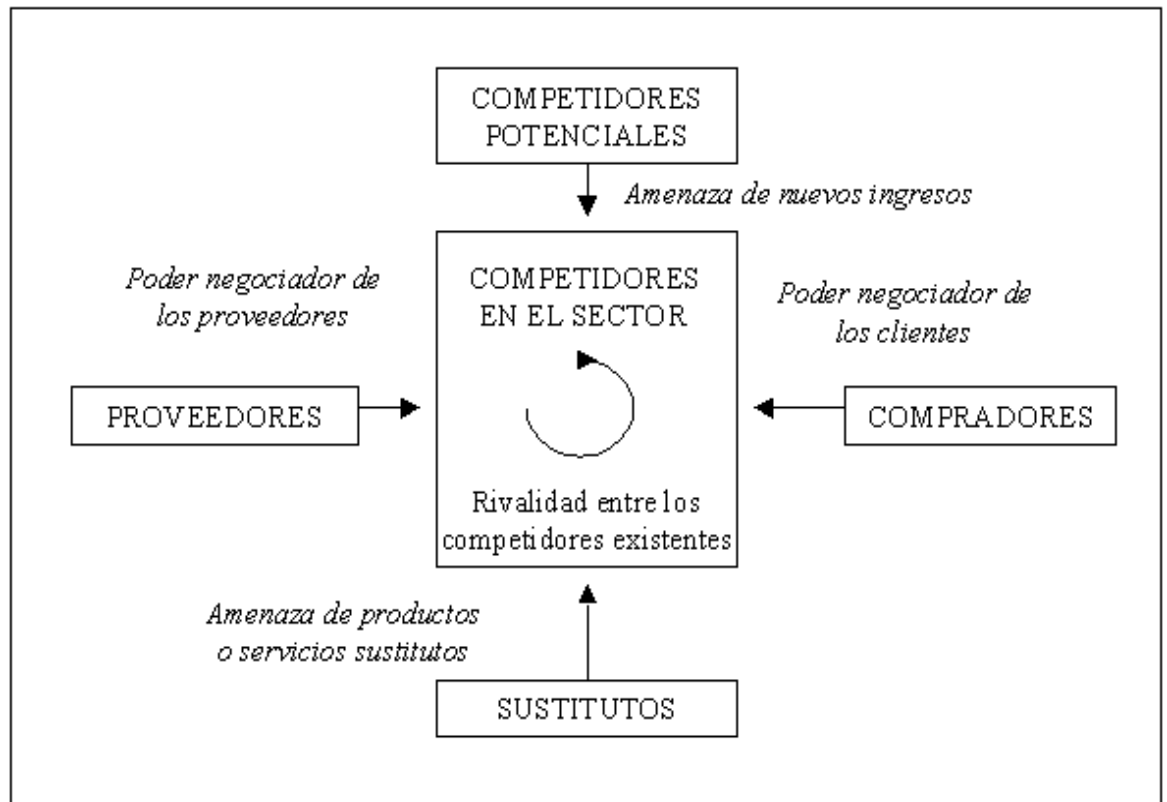 COMPETIDORES
POTENCIALES
Amenaza de nuevos ingresos
Poder negociador de
los proveedores
COMPETIDORES
EN EL SECTOR
Poder negociador de
los clientes
PROVEEDORES
COMPRADORES
Rivalidad entre los
competidores existentes
Amenaza de productos
o servicios sustitutos
SUSTITUTOS